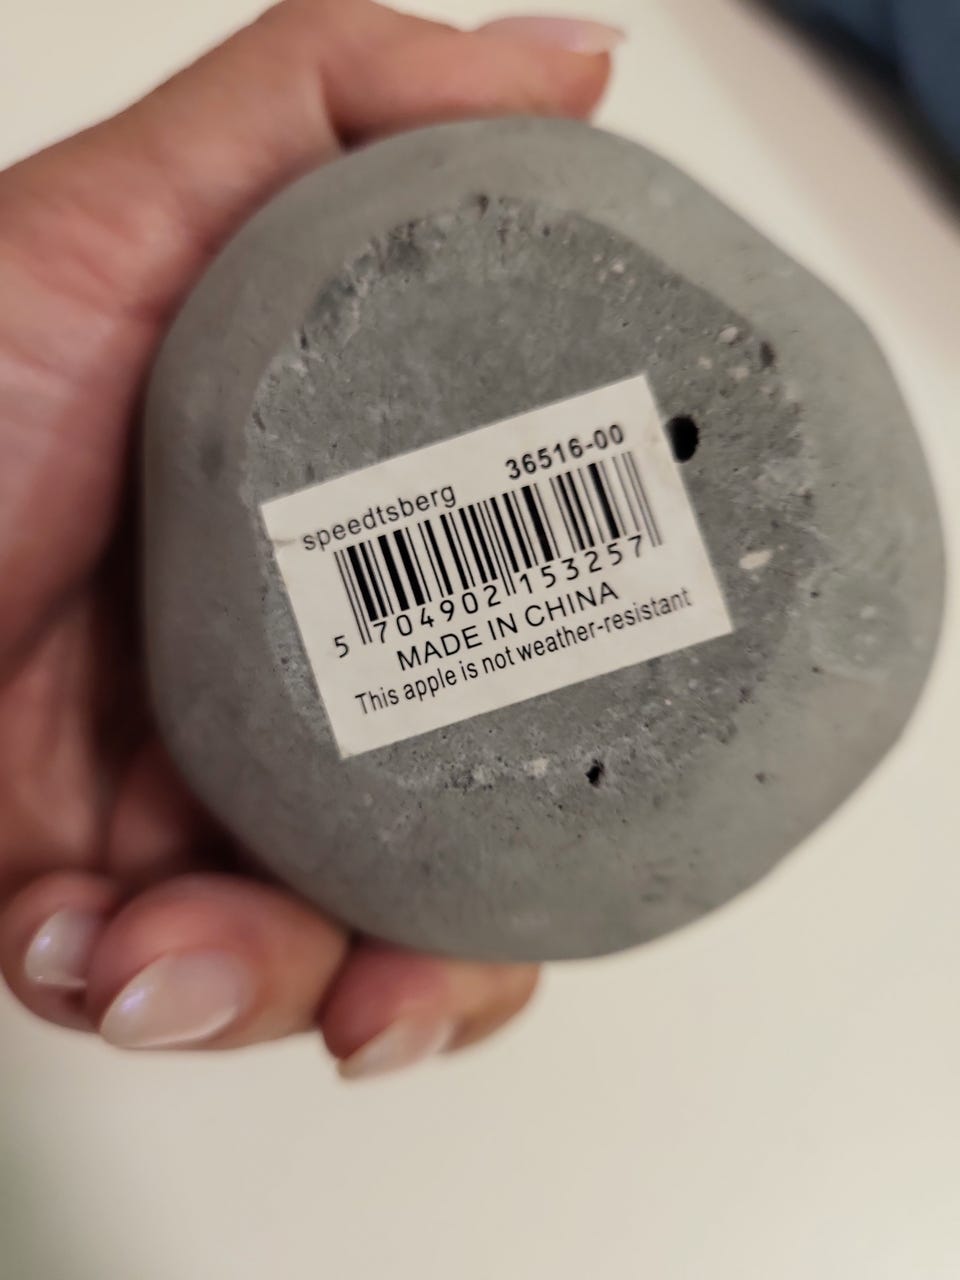 speedtsberg 36516-00
5 704902 153257
MADE IN CHINA
This apple is not weather-resistant